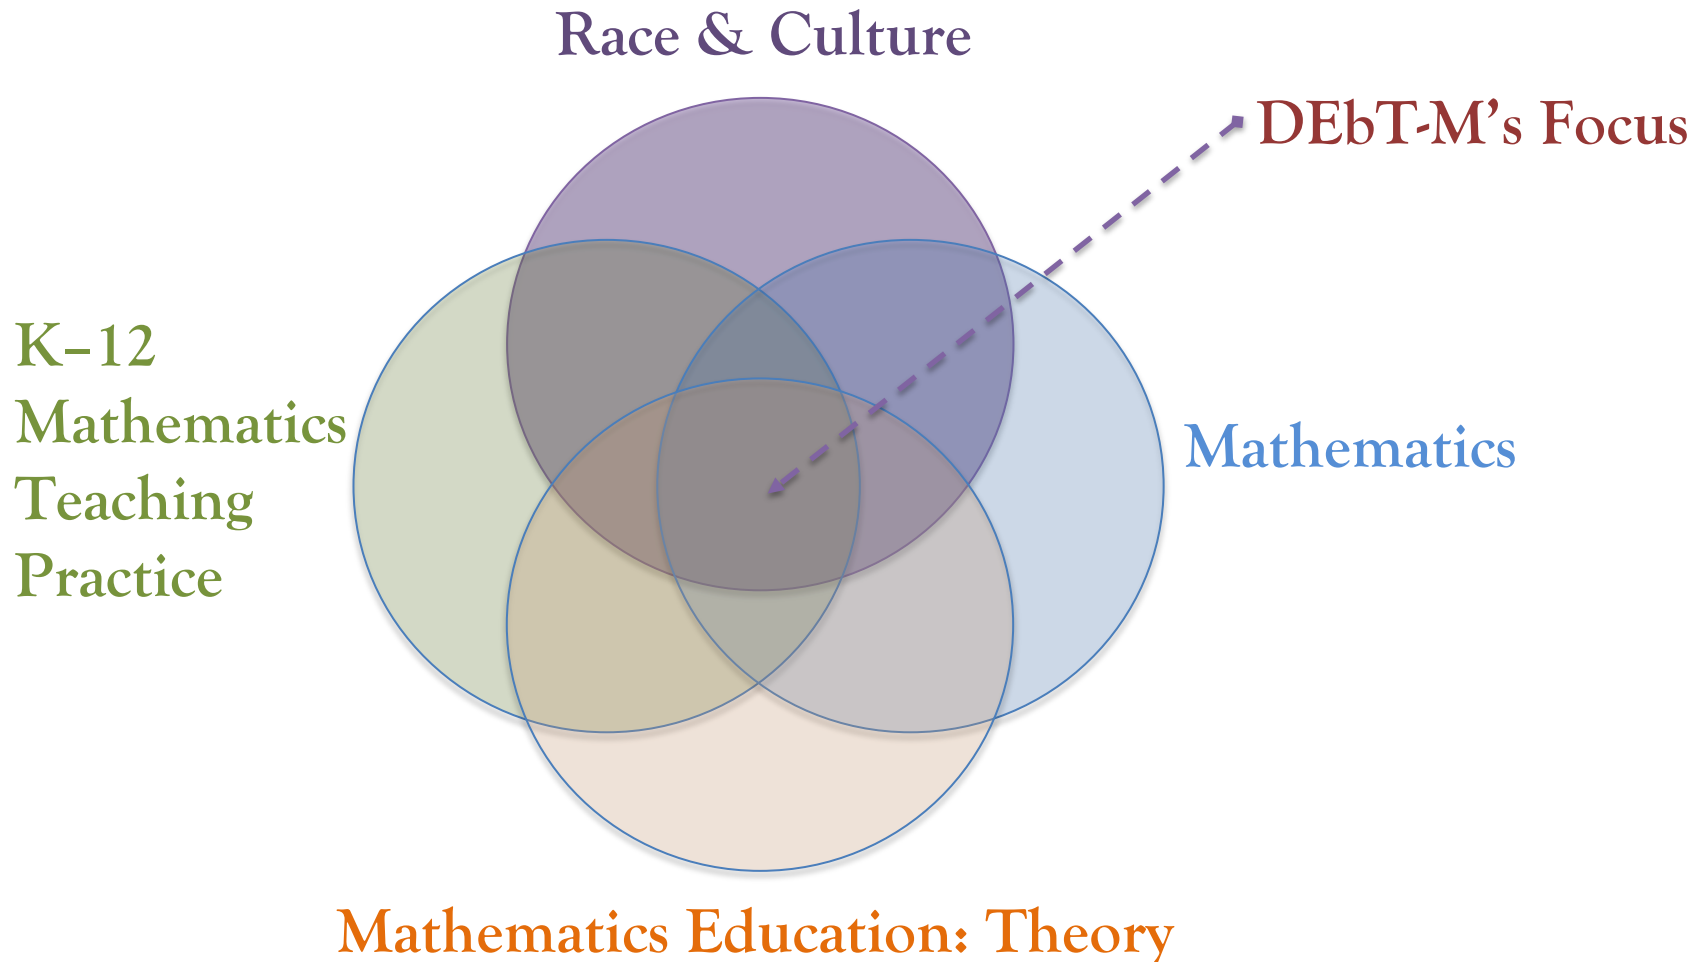 Race & Culture
DEbT-M’s Focus
K–12
Mathematics
Teaching
Practice
Mathematics
Mathematics Education: Theory